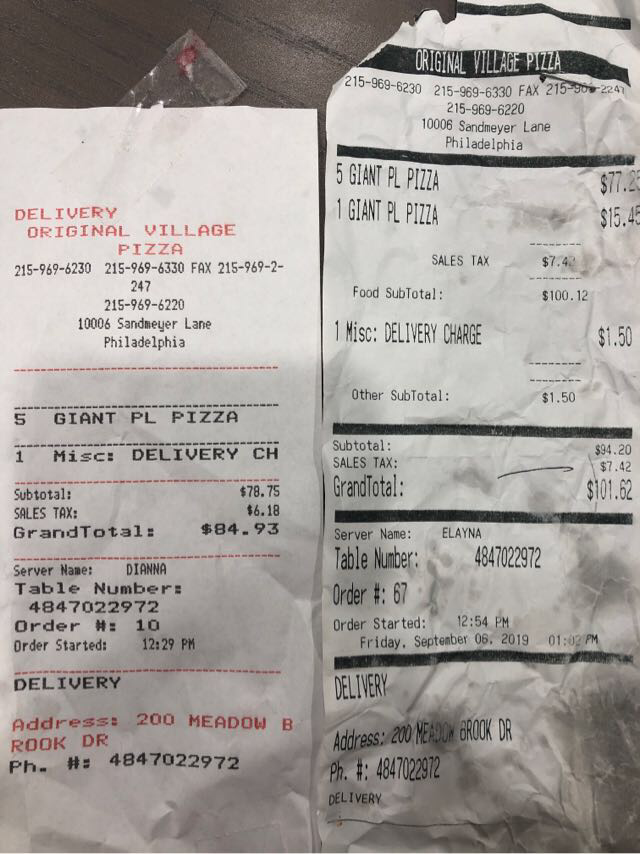 DELIVERY
ORIGINAL VILLAGE
PIZZA
215-969-6230 215-969-6330 FAX 215-969-2-
247
215-969-6220
10006 Sandmeyer Lane
Philadelphia
5 GIANT PL PIZZA
1 Misc: DELIVERY CH
Subtotal: $78.75
SALES TAX: $6.18
GrandTotal: $84.93
Server Name: DIANNA
Table Number:
4847022972
Order #: 10
Order Started: 12:29 PM
DELIVERY
Address: 200 MEADOW B
ROOK DR
Ph. #: 4847022972
ORIGINAL VILLAGE PIZZA
215-969-6230 215-969-6330 FAX
215-969-6220
10006 Sandmeyer Lane
Philadelphia
5 GIANT PL PIZZA $77.25
1 GIANT PL PIZZA $15.45
SALES TAX $7.42
Food SubTotal: $100.12
1 Misc: DELIVERY CHARGE $1.50
Other SubTotal: $1.50
Subtotal: $94.20
SALES TAX: $7.42
GrandTotal: $101.62
Server Name: ELAYNA
Table Number: 4847022972
Order #: 67
Order Started: 12:54 PM
Friday, September 06, 2019 PM
DELIVERY
Address: 200 MEADOW BROOK DR
Ph. #: 4847022972
DELIVERY